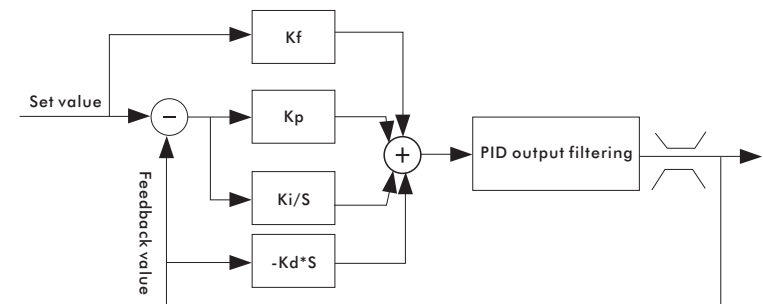 Kf
Set value
−
Kp
+
PID output filtering
Feedback value
Ki/S
-Kd*S